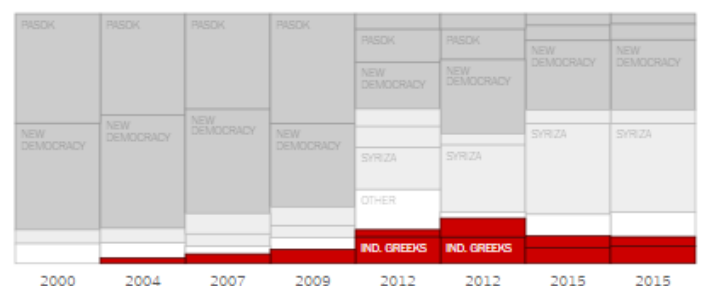 PASOK PASOK PASOK PASOK
PASOK PASOK
NEW DEMOCRACY
NEW DEMOCRACY
NEW DEMOCRACY
NEW DEMOCRACY
NEW DEMOCRACY
NEW DEMOCRACY
NEW DEMOCRACY
NEW DEMOCRACY
SYRIZA SYRIZA
SYRIZA SYRIZA
OTHER
IND. GREEKS IND. GREEKS
2000 2004 2007 2009 2012 2012 2015 2015